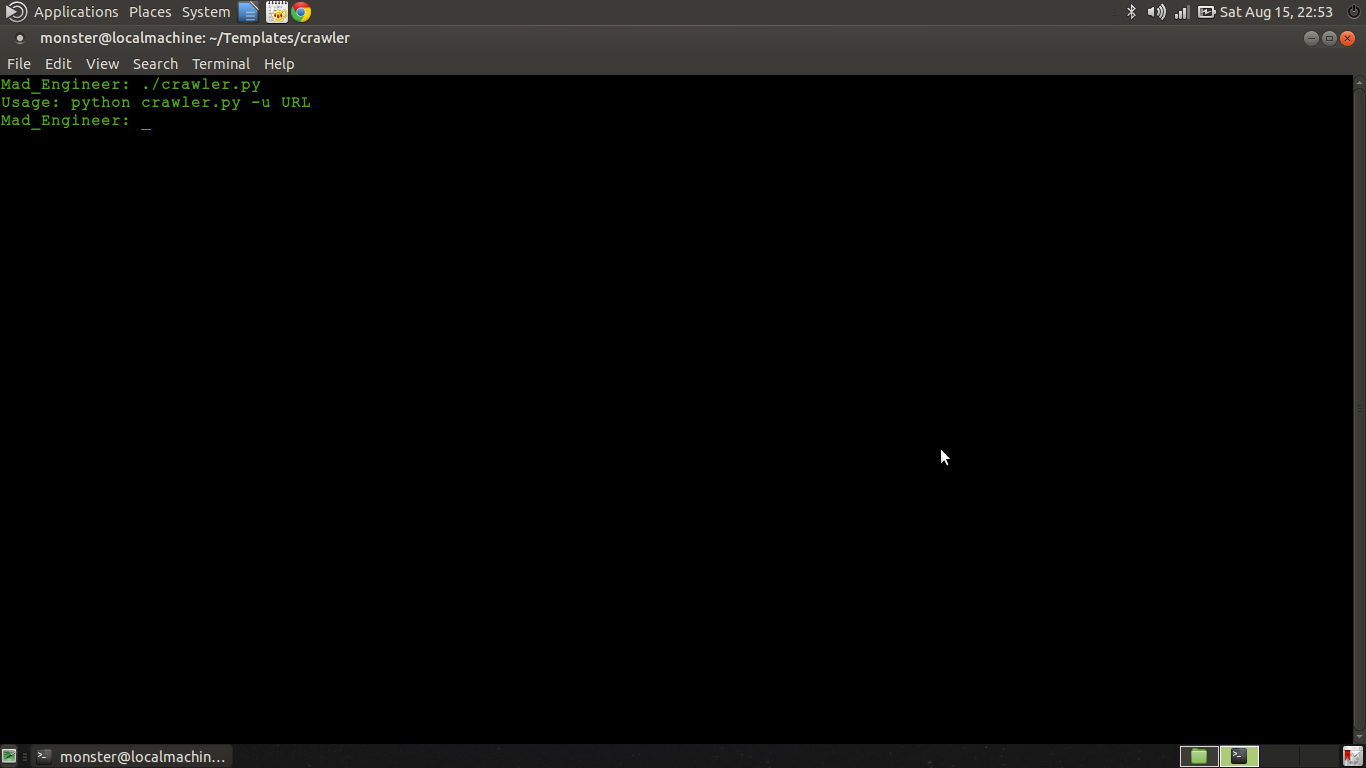 Applications Places System Sat Aug 15, 22:53
monster@localmachine: ~/Templates/crawler
File Edit View Search Terminal Help
Mad_Engineer: ./crawler.py
Usage: python crawler.py -u URL
Mad_Engineer: _
monster@localmachin...